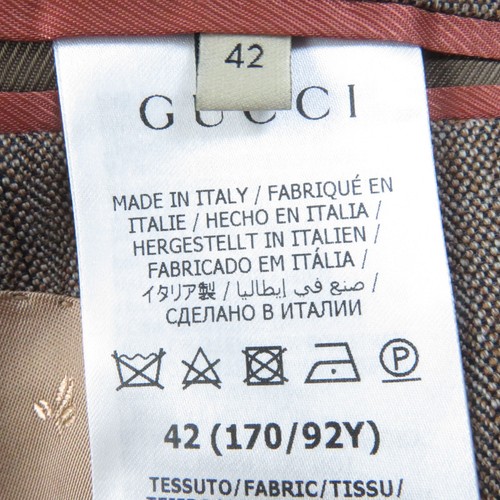 42
GUCCI
MADE IN ITALY / FABRIQUÉ EN
ITALIE / HECHO EN ITALIA /
HERGESTELLT IN ITALIEN /
FABRICADO EM ITÁLIA /
イタリア製 / صنع في إيطاليا /
СДЕЛАНО В ИТАЛИИ
P
42 (170/92Y)
TESSUTO/FABRIC/TISSU/